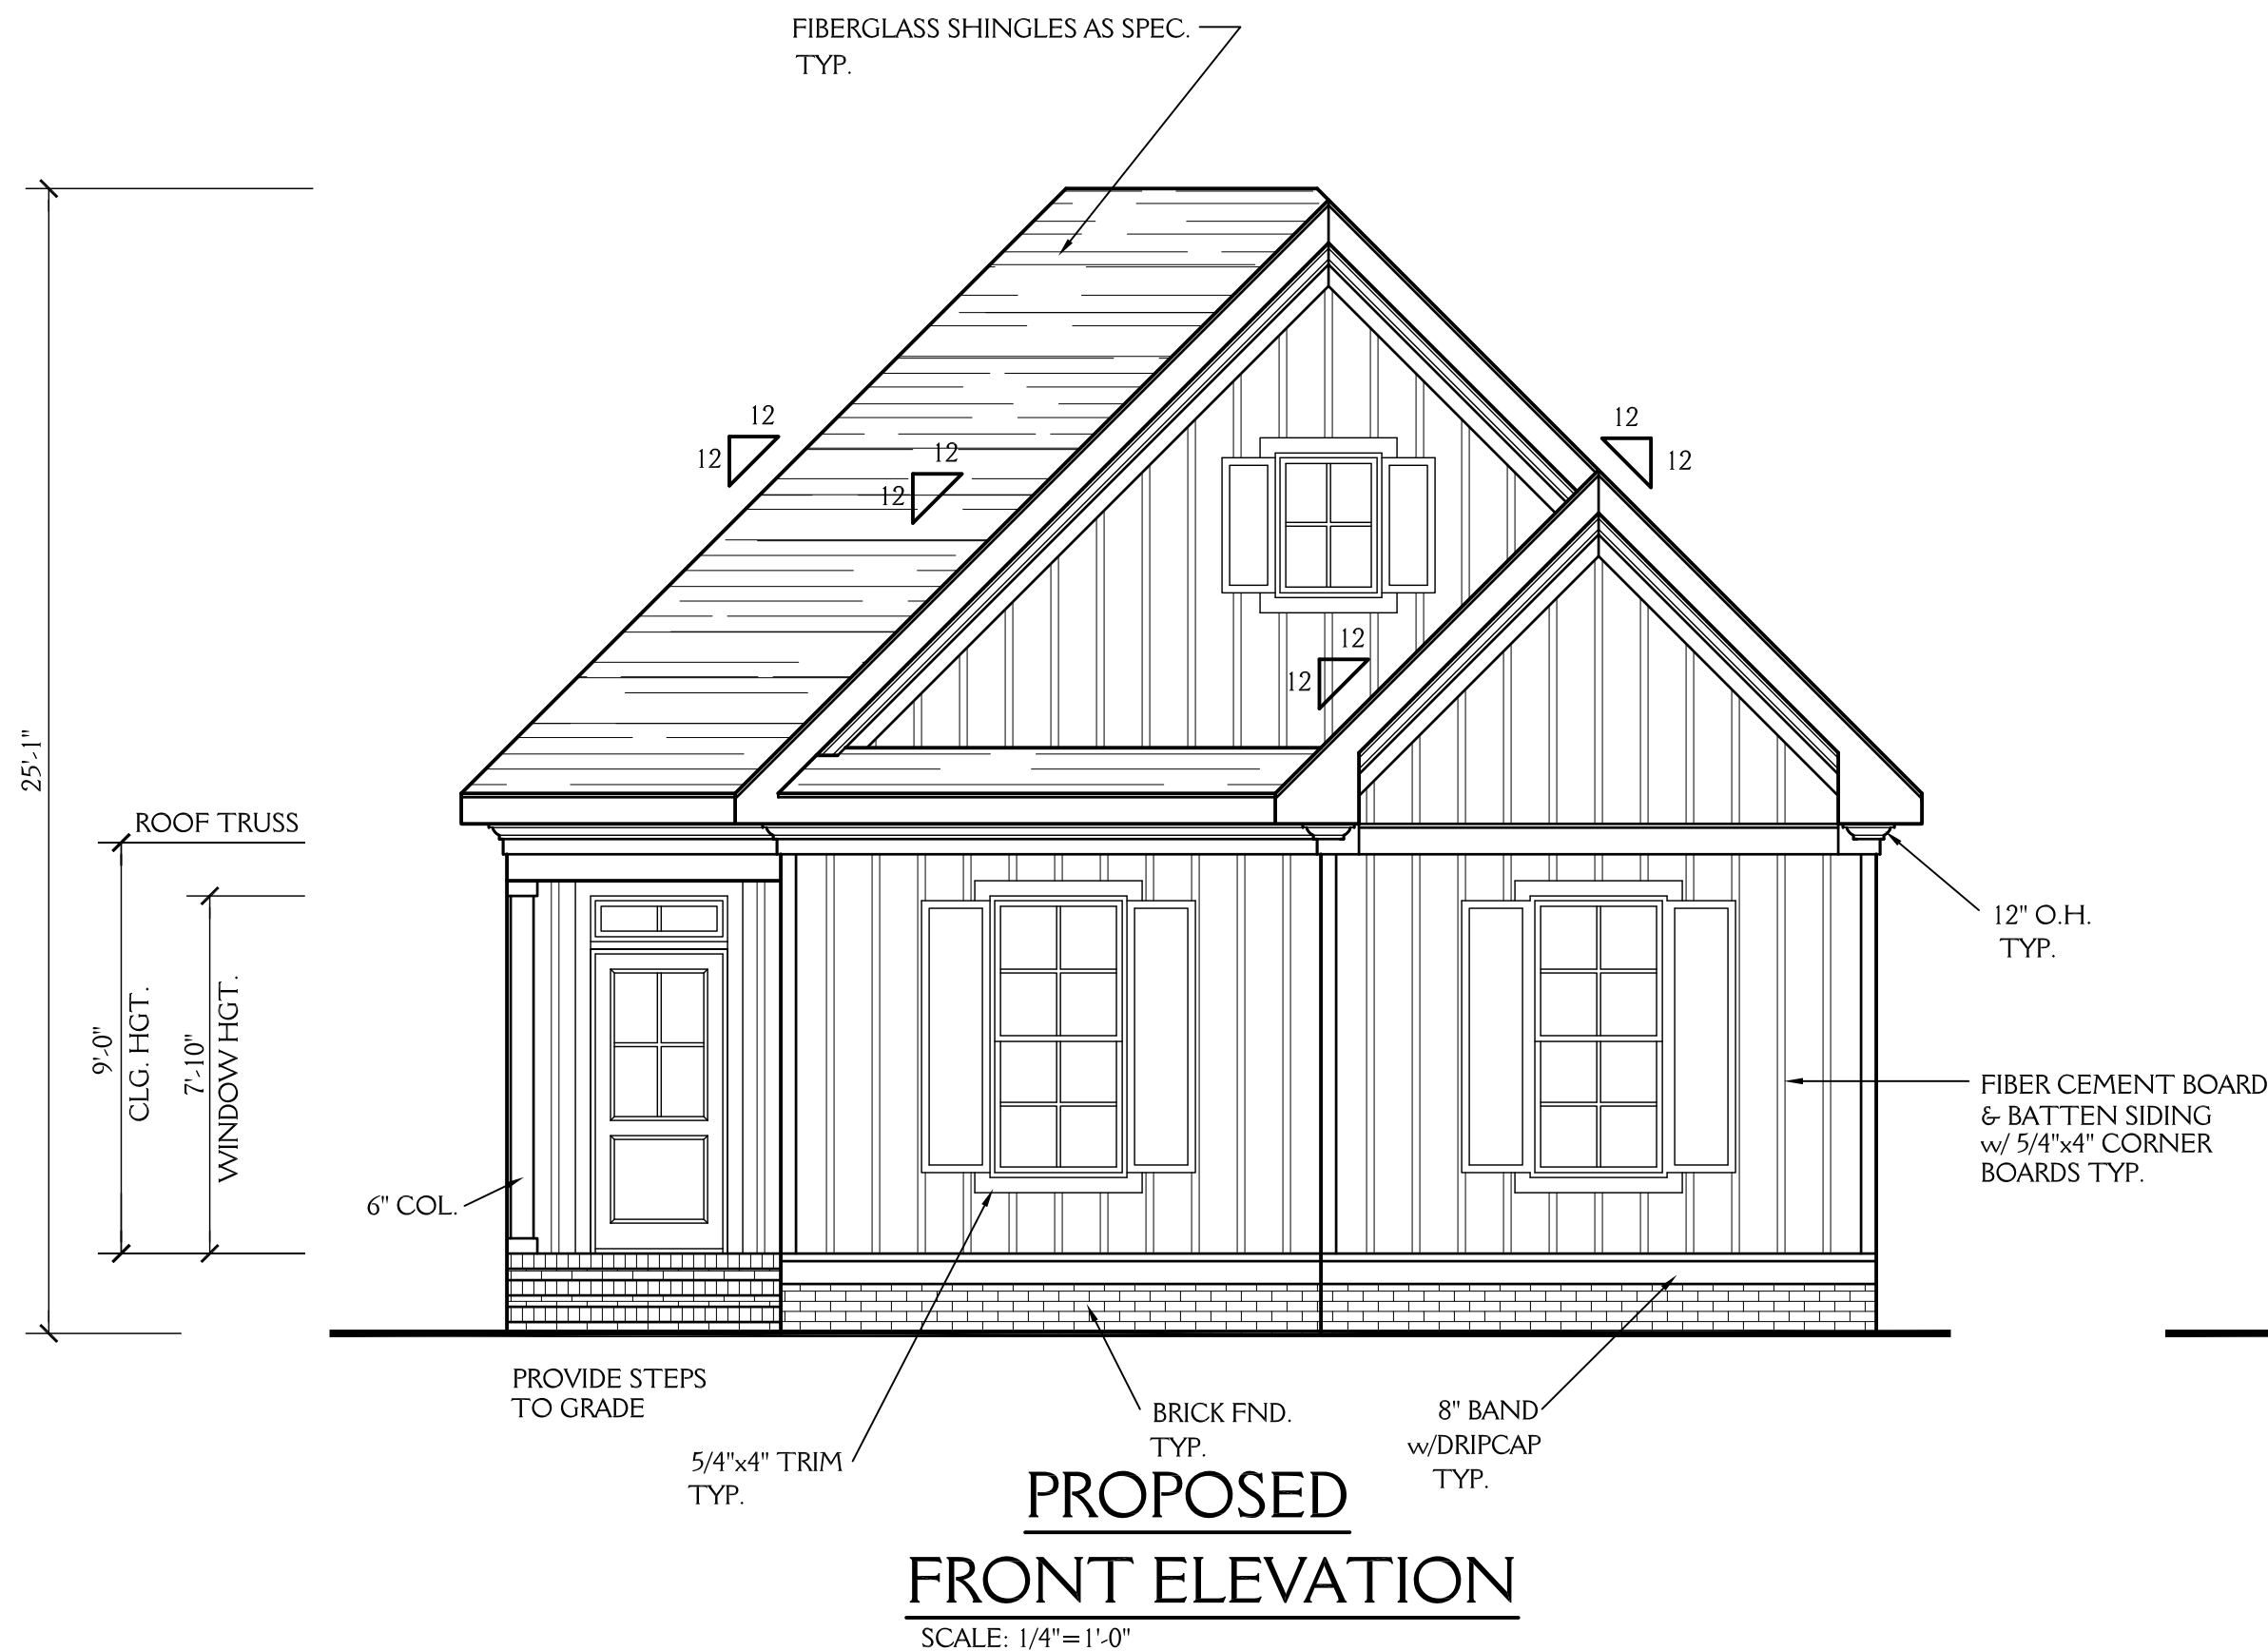 FIBERGLASS SHINGLES AS SPEC.
TYP.
12
12
12
12
12
12
12
12
25'-1"
ROOF TRUSS
9'-0"
CLG. HGT.
7'-10"
WINDOW HGT.
6" COL.
12" O.H.
TYP.
FIBER CEMENT BOARD
& BATTEN SIDING
w/ 5/4"x4" CORNER
BOARDS TYP.
PROVIDE STEPS
TO GRADE
5/4"x4" TRIM
TYP.
BRICK FND.
TYP.
8" BAND
w/DRIPCAP
TYP.
PROPOSED
FRONT ELEVATION
SCALE: 1/4"=1'-0"